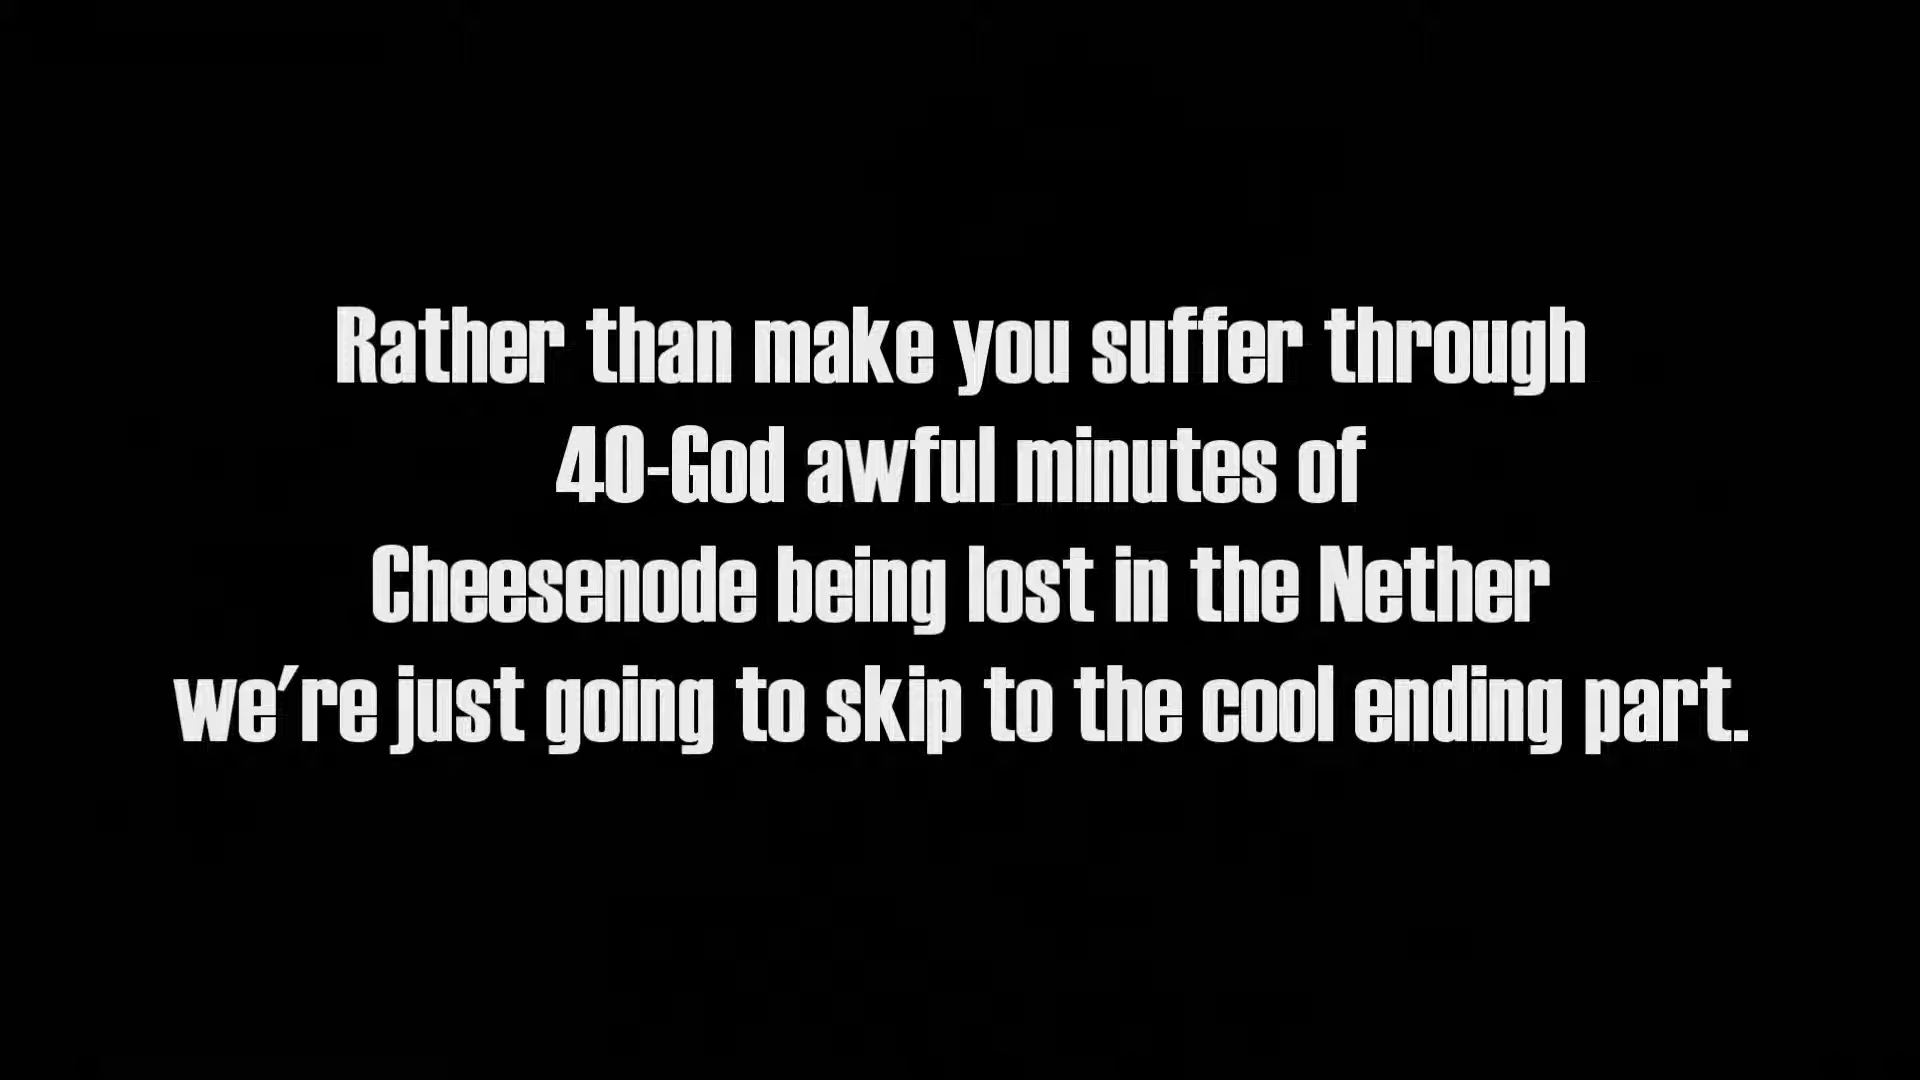 Rather than make you suffer through
40-God awful minutes of
Cheesenode being lost in the Nether
we're just going to skip to the cool ending part.